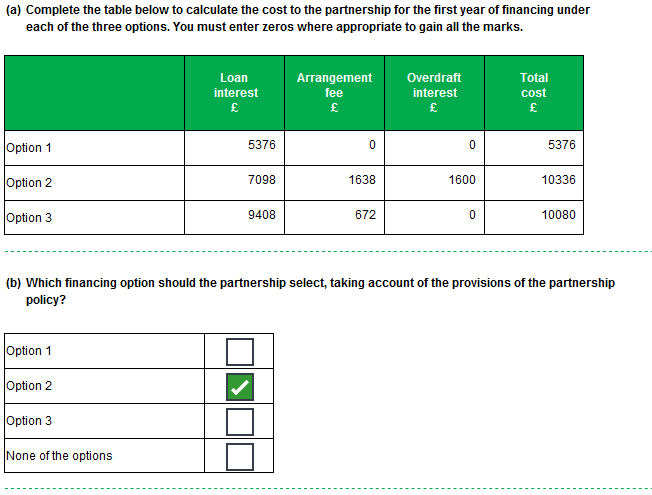 (a) Complete the table below to calculate the cost to the partnership for the first year of financing under
each of the three options. You must enter zeros where appropriate to gain all the marks.
Loan interest £ Arrangement fee £ Overdraft interest £ Total cost £
Option 1 5376 0 0 5376
Option 2 7098 1638 1600 10336
Option 3 9408 672 0 10080
(b) Which financing option should the partnership select, taking account of the provisions of the partnership
policy?
Option 1
Option 2
Option 3
None of the options